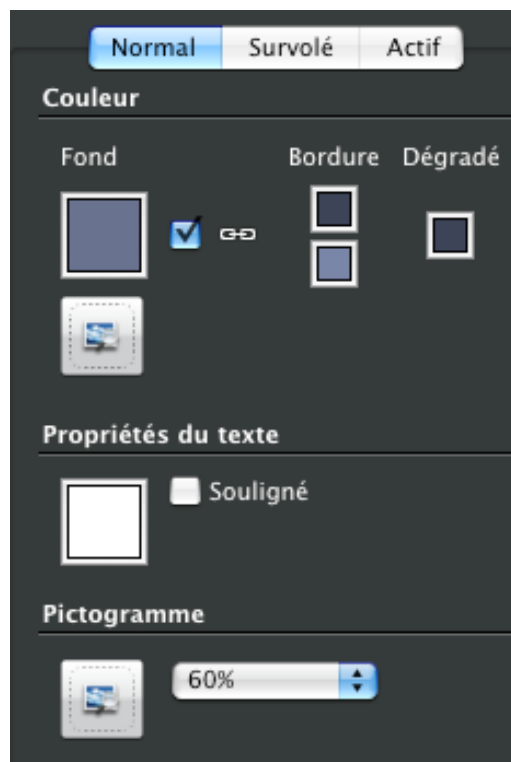 Normal Survolé Actif
Couleur
Fond Bordure Dégradé
Propriétés du texte
Souligné
Pictogramme
60%